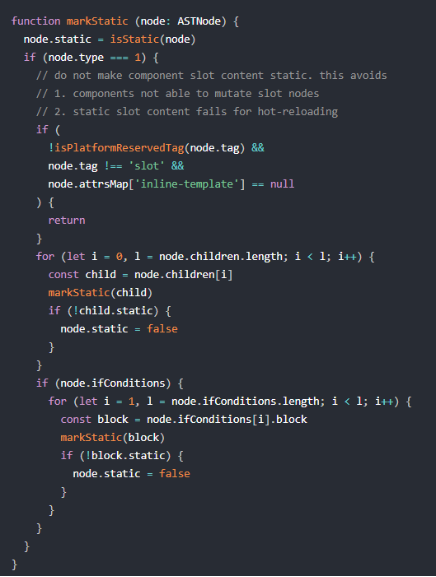 function markStatic (node: ASTNode) {
  node.static = isStatic(node)
  if (node.type === 1) {
    // do not make component slot content static. this avoids
    // 1. components not able to mutate slot nodes
    // 2. static slot content fails for hot-reloading
    if (
      !isPlatformReservedTag(node.tag) &&
      node.tag !== 'slot' &&
      node.attrsMap['inline-template'] == null
    ) {
      return
    }
    for (let i = 0, l = node.children.length; i < l; i++) {
      const child = node.children[i]
      markStatic(child)
      if (!child.static) {
        node.static = false
      }
    }
    if (node.ifConditions) {
      for (let i = 1, l = node.ifConditions.length; i < l; i++) {
        const block = node.ifConditions[i].block
        markStatic(block)
        if (!block.static) {
          node.static = false
        }
      }
    }
  }
}